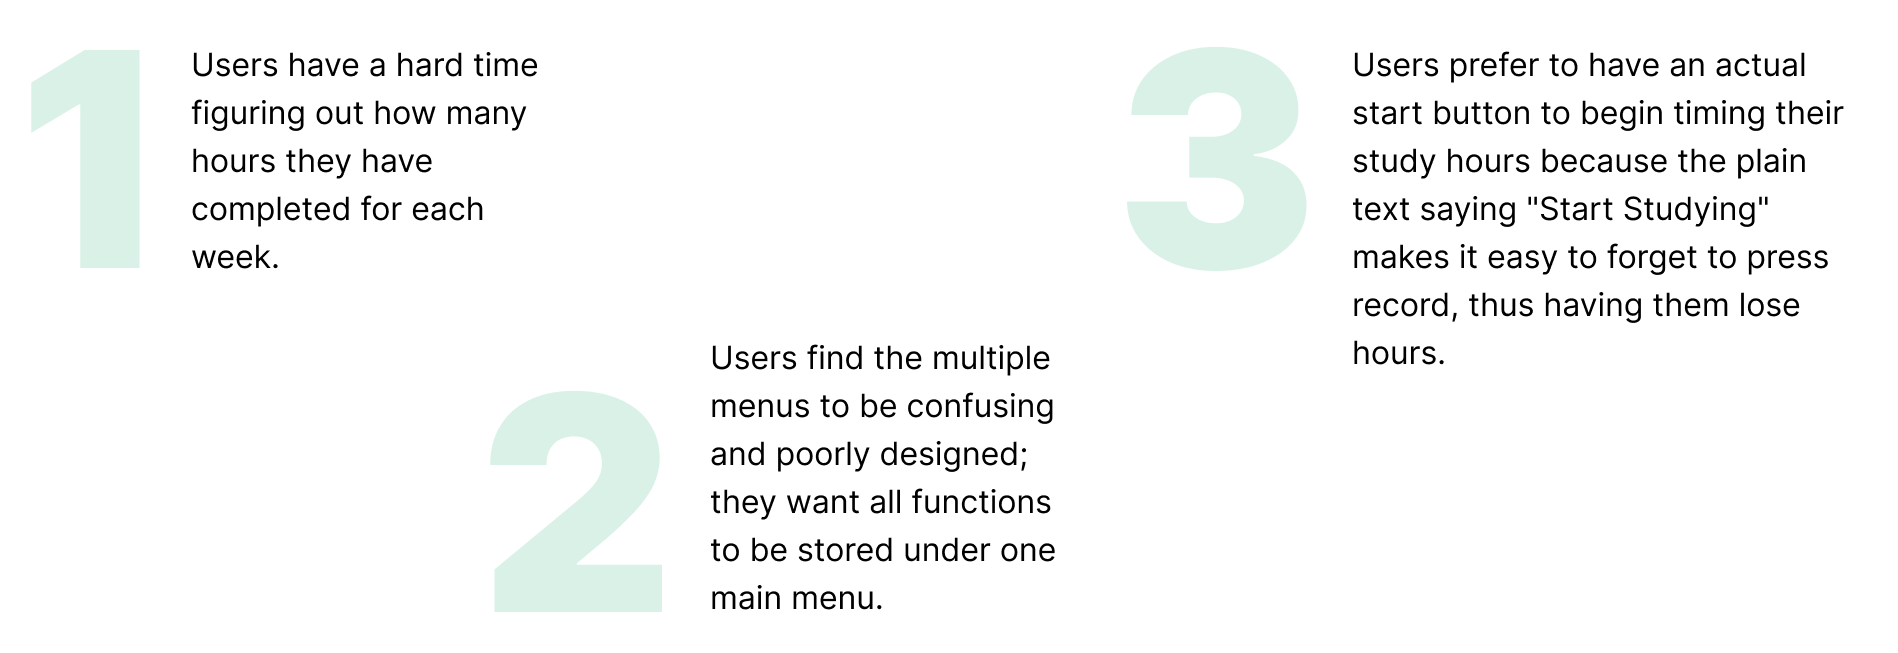 1
Users have a hard time
figuring out how many
hours they have
completed for each
week.
2
Users find the multiple
menus to be confusing
and poorly designed;
they want all functions
to be stored under one
main menu.
3
Users prefer to have an actual
start button to begin timing their
study hours because the plain
text saying "Start Studying"
makes it easy to forget to press
record, thus having them lose
hours.